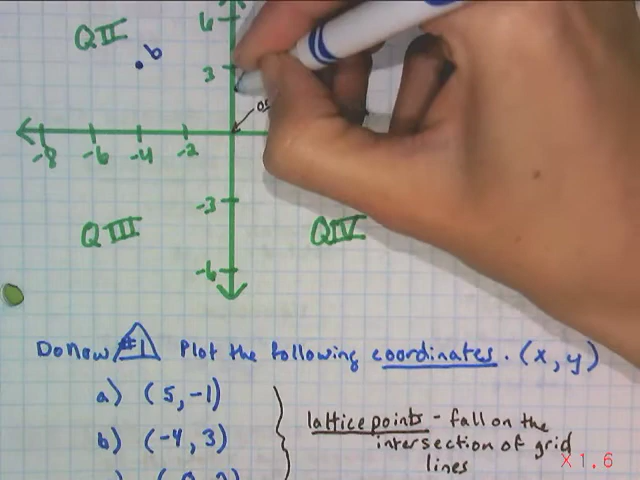 QII
6
b
3
-8 -6 -4 -2
-3
QIII
QIV
-6
Do Now #1 Plot the following coordinates. (x, y)
a) (5, -1)
b) (-4, 3)
lattice points - fall on the
intersection of grid
lines
X1.6